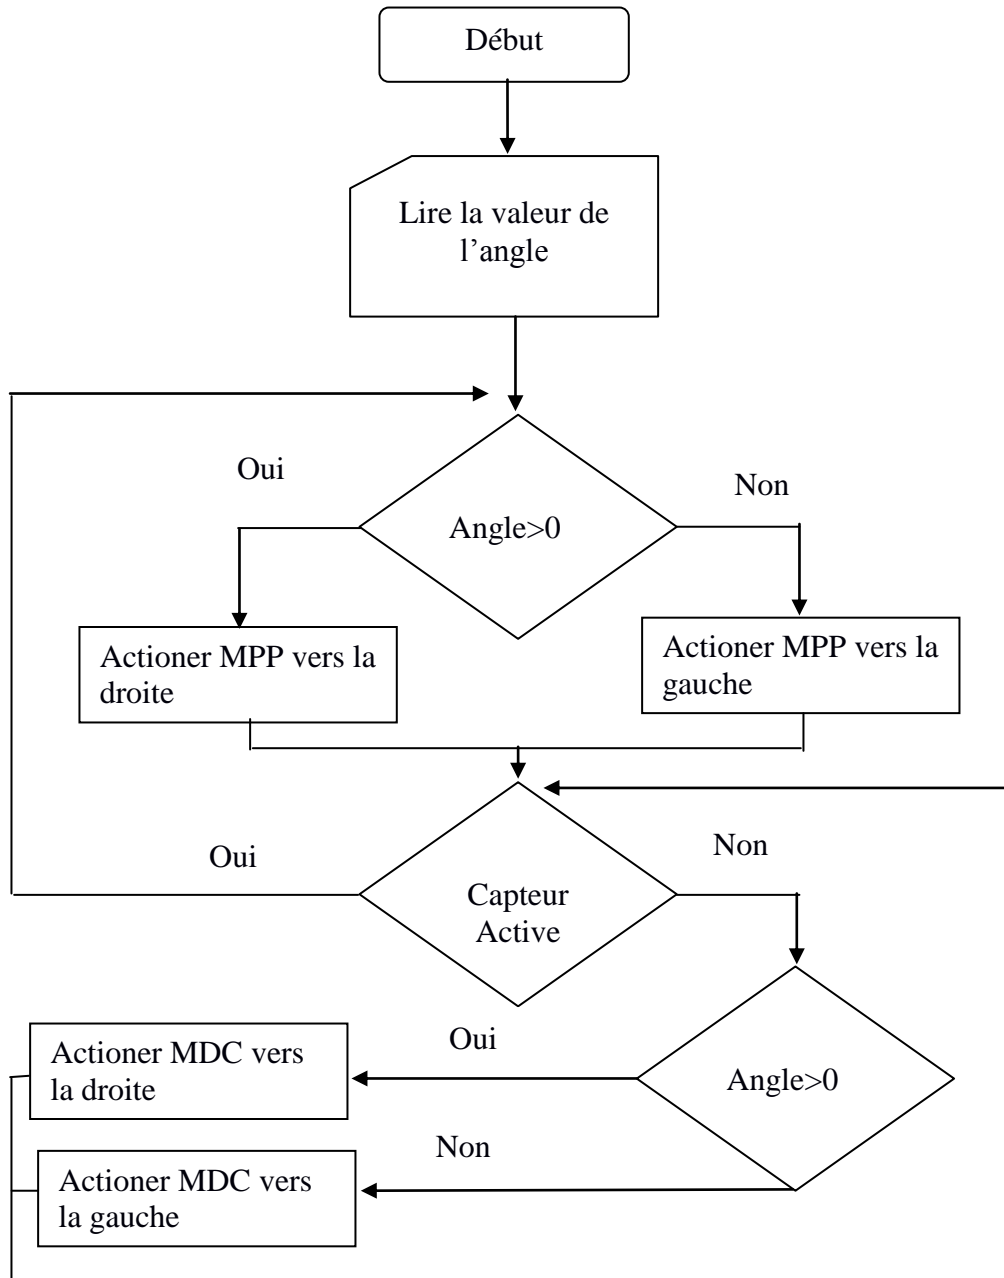 Début
Lire la valeur de
l’angle
Oui
Non
Angle>0
Actioner MPP vers la
droite
Actioner MPP vers la
gauche
Oui
Non
Capteur
Active
Oui
Actioner MDC vers
la droite
Angle>0
Non
Actioner MDC vers
la gauche